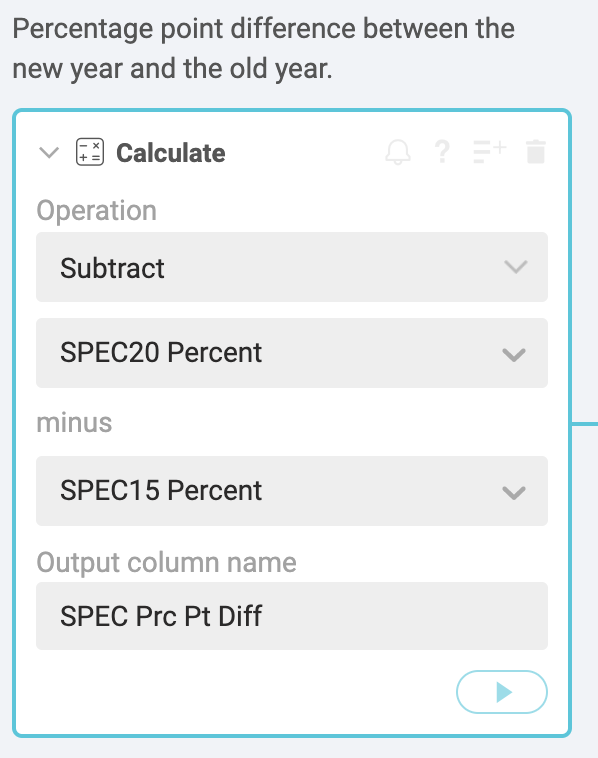 Percentage point difference between the
new year and the old year.
Calculate
Operation
Subtract
SPEC20 Percent
minus
SPEC15 Percent
Output column name
SPEC Prc Pt Diff